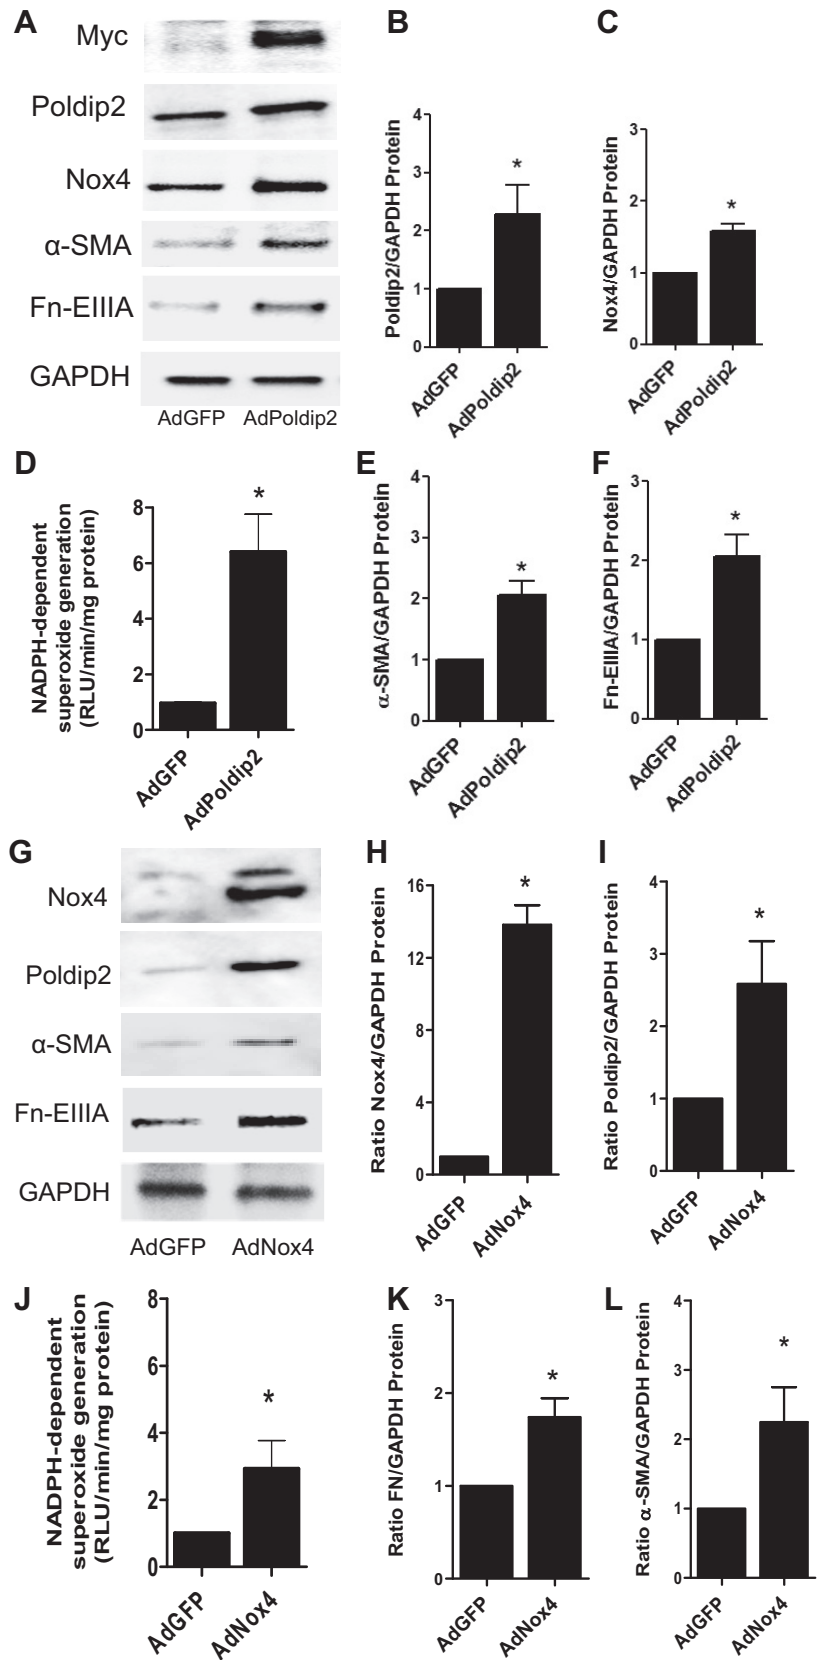 A
Myc
Poldip2
Nox4
α-SMA
Fn-EIIIA
GAPDH
AdGFP AdPoldip2
B
Poldip2/GAPDH Protein
4
3
2
1
0
*
AdGFP
AdPoldip2
C
Nox4/GAPDH Protein
3
2
1
0
*
AdGFP
AdPoldip2
D
NADPH-dependent
superoxide generation
(RLU/min/mg protein)
8
6
4
2
0
*
AdGFP
AdPoldip2
E
α-SMA/GAPDH Protein
4
3
2
1
0
*
AdGFP
AdPoldip2
F
Fn-EIIIA/GAPDH Protein
3
2
1
0
*
AdGFP
AdPoldip2
G
Nox4
Poldip2
α-SMA
Fn-EIIIA
GAPDH
AdGFP AdNox4
H
Ratio Nox4/GAPDH Protein
16
12
8
4
0
*
AdGFP
AdNox4
I
Ratio Poldip2/GAPDH Protein
4
3
2
1
0
*
AdGFP
AdNox4
J
NADPH-dependent
superoxide generation
(RLU/min/mg protein)
8
6
4
2
0
*
AdGFP
AdNox4
K
Ratio FN/GAPDH Protein
3
2
1
0
*
AdGFP
AdNox4
L
Ratio α-SMA/GAPDH Protein
4
3
2
1
0
*
AdGFP
AdNox4